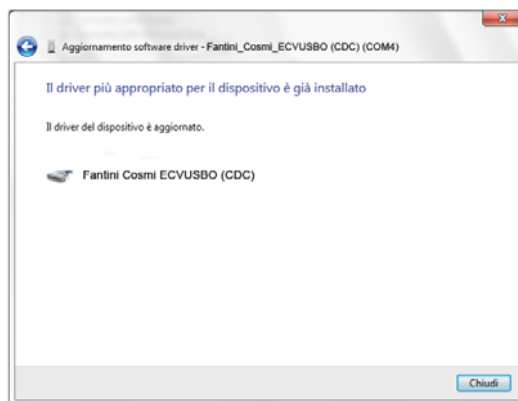 Aggiornamento software driver - Fantini_Cosmi_ECVUSBO (CDC) (COM4)
Il driver più appropriato per il dispositivo è già installato
Il driver del dispositivo è aggiornato.
Fantini Cosmi ECVUSBO (CDC)
Chiudi